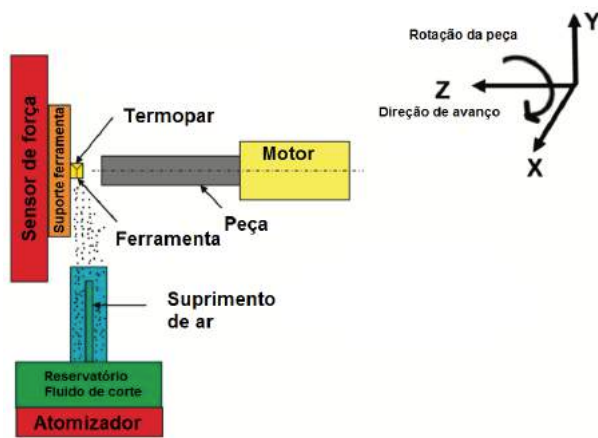 Sensor de força
Suporte ferramenta
Termopar
Ferramenta
Peça
Motor
Rotação da peça
Direção de avanço
Y
Z
X
Suprimento
de ar
Reservatório
Fluido de corte
Atomizador